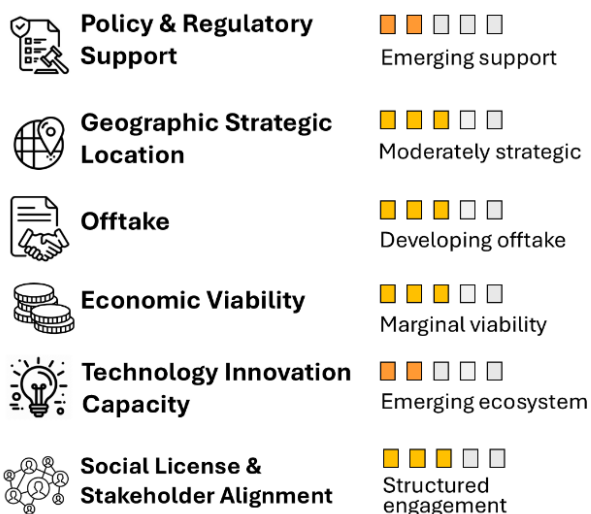 Policy & Regulatory
Support
Emerging support
Geographic Strategic
Location
Moderately strategic
Offtake
Developing offtake
Economic Viability
Marginal viability
Technology Innovation
Capacity
Emerging ecosystem
Social License &
Stakeholder Alignment
Structured
engagement